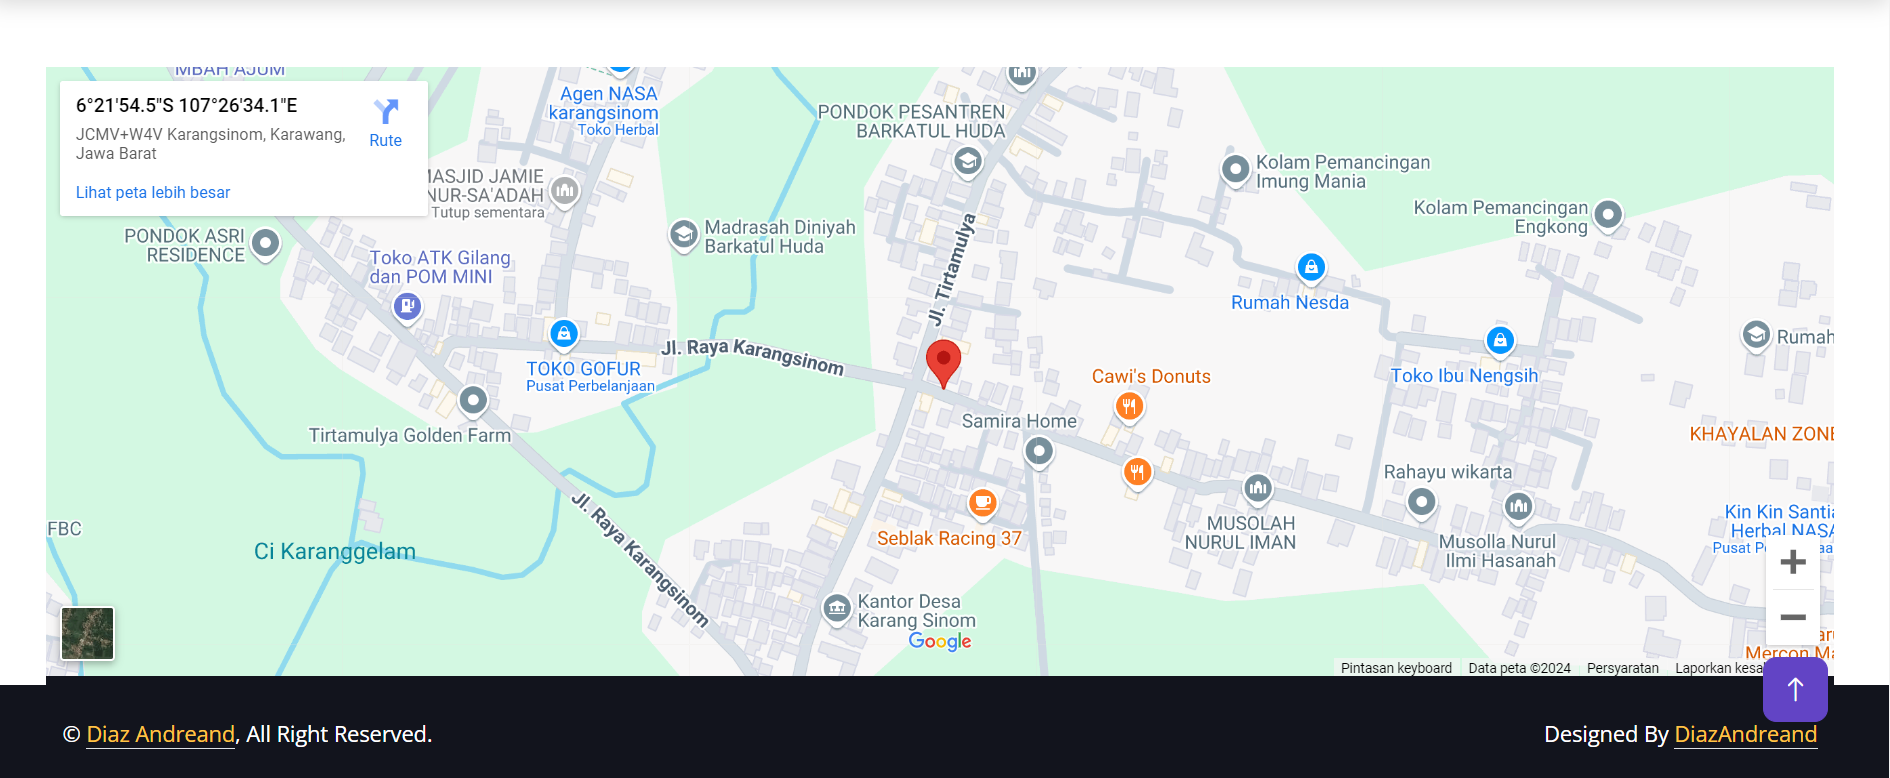 MBAH AJUM
6°21'54.5"S 107°26'34.1"E
JCMV+W4V Karangsinom, Karawang,
Jawa Barat
Rute
Lihat peta lebih besar
Agen NASA
karangsinom
Toko Herbal
PONDOK PESANTREN
BARKATUL HUDA
MASJID JAMIE
NUR-SA'ADAH
Tutup sementara
Kolam Pemancingan
Imung Mania
Kolam Pemancingan
Engkong
PONDOK ASRI
RESIDENCE
Madrasah Diniyah
Barkatul Huda
Toko ATK Gilang
dan POM MINI
Jl. Tirtamulya
Rumah Nesda
TOKO GOFUR
Pusat Perbelanjaan
Jl. Raya Karangsinom
Rumah
Cawi's Donuts
Toko Ibu Nengsih
Tirtamulya Golden Farm
Samira Home
KHAYALAN ZONE
Rahayu wikarta
Jl. Raya Karangsinom
FBC
Ci Karanggelam
Seblak Racing 37
MUSOLAH
NURUL IMAN
Musolla Nurul
Ilmi Hasanah
Kin Kin Santia
Herbal NASA
Kantor Desa
Karang Sinom
Google
Mercon Ma
Pintasan keyboard
Data peta ©2024
Persyaratan
Laporkan kesa
© Diaz Andreand, All Right Reserved.
Designed By DiazAndreand